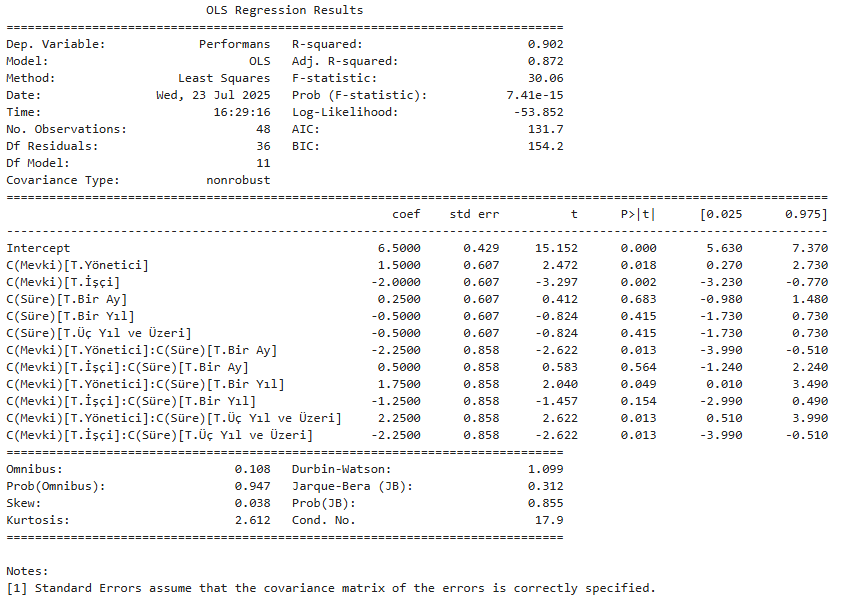 OLS Regression Results
==============================================================================
Dep. Variable: Performans R-squared: 0.902
Model: OLS Adj. R-squared: 0.872
Method: Least Squares F-statistic: 30.06
Date: Wed, 23 Jul 2025 Prob (F-statistic): 7.41e-15
Time: 16:29:16 Log-Likelihood: -53.852
No. Observations: 48 AIC: 131.7
Df Residuals: 36 BIC: 154.2
Df Model: 11
Covariance Type: nonrobust
===================================================================================================================
coef std err t P>|t| [0.025 0.975]
-------------------------------------------------------------------------------------------------------------------
Intercept 6.5000 0.429 15.152 0.000 5.630 7.370
C(Mevki)[T.Yönetici] 1.5000 0.607 2.472 0.018 0.270 2.730
C(Mevki)[T.İşçi] -2.0000 0.607 -3.297 0.002 -3.230 -0.770
C(Süre)[T.Bir Ay] 0.2500 0.607 0.412 0.683 -0.980 1.480
C(Süre)[T.Bir Yıl] -0.5000 0.607 -0.824 0.415 -1.730 0.730
C(Süre)[T.Üç Yıl ve Üzeri] -0.5000 0.607 -0.824 0.415 -1.730 0.730
C(Mevki)[T.Yönetici]:C(Süre)[T.Bir Ay] -2.2500 0.858 -2.622 0.013 -3.990 -0.510
C(Mevki)[T.İşçi]:C(Süre)[T.Bir Ay] 0.5000 0.858 0.583 0.564 -1.240 2.240
C(Mevki)[T.Yönetici]:C(Süre)[T.Bir Yıl] 1.7500 0.858 2.040 0.049 0.010 3.490
C(Mevki)[T.İşçi]:C(Süre)[T.Bir Yıl] -1.2500 0.858 -1.457 0.154 -2.990 0.490
C(Mevki)[T.Yönetici]:C(Süre)[T.Üç Yıl ve Üzeri] 2.2500 0.858 2.622 0.013 0.510 3.990
C(Mevki)[T.İşçi]:C(Süre)[T.Üç Yıl ve Üzeri] -2.2500 0.858 -2.622 0.013 -3.990 -0.510
==============================================================================
Omnibus: 0.108 Durbin-Watson: 1.099
Prob(Omnibus): 0.947 Jarque-Bera (JB): 0.312
Skew: 0.038 Prob(JB): 0.855
Kurtosis: 2.612 Cond. No. 17.9
==============================================================================
Notes:
[1] Standard Errors assume that the covariance matrix of the errors is correctly specified.